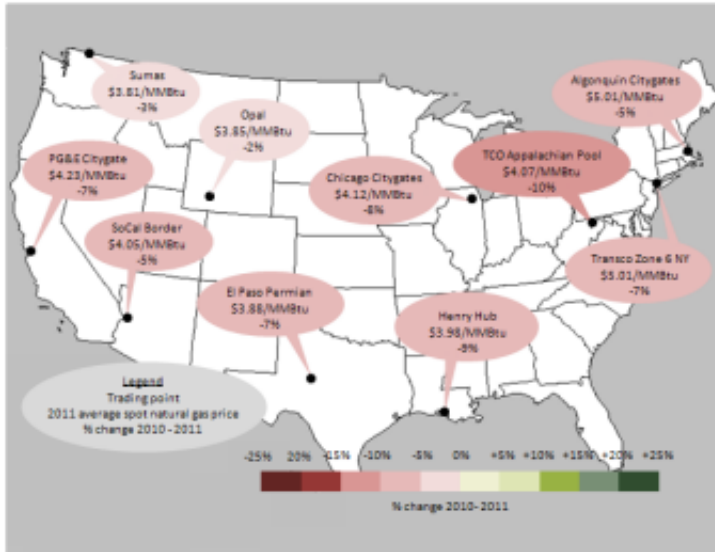 Sumas
$3.81/MMBtu
-3%
Opal
$3.85/MMBtu
-2%
Algonquin Citygates
$5.01/MMBtu
-5%
PG&E Citygate
$4.23/MMBtu
-7%
Chicago Citygates
$4.12/MMBtu
-8%
TCO Appalachian Pool
$4.07/MMBtu
-10%
SoCal Border
$4.05/MMBtu
-5%
Transco Zone 6 NY
$5.01/MMBtu
-7%
El Paso Permian
$3.88/MMBtu
-7%
Henry Hub
$3.98/MMBtu
-9%
Legend
Trading point
2011 average spot natural gas price
% change 2010 - 2011
-25% 20% -15% -10% -5% 0% +5% +10% +15% +20% +25%
% change 2010- 2011